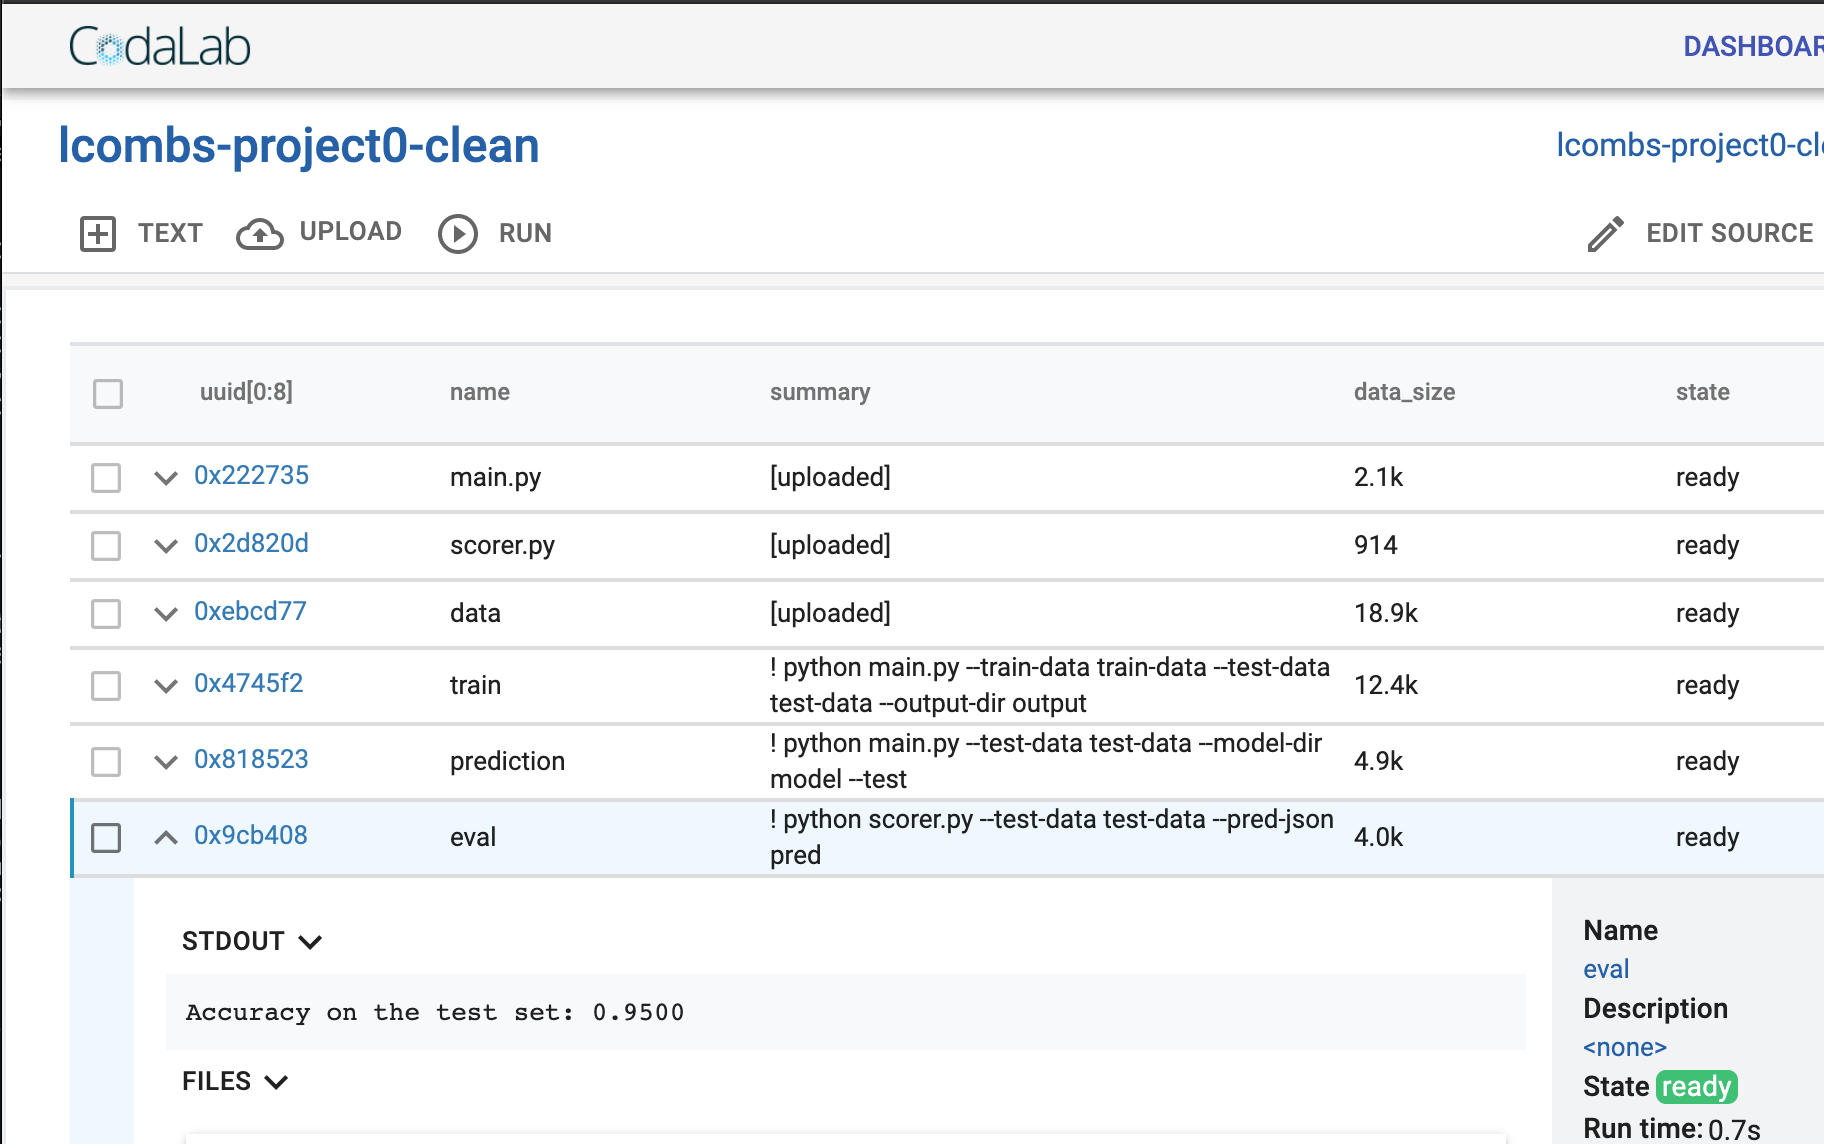 CodaLab
DASHBOAR
lcombs-project0-clean
lcombs-project0-cl
TEXT UPLOAD RUN EDIT SOURCE
uuid[0:8] name summary data_size state
0x222735 main.py [uploaded] 2.1k ready
0x2d820d scorer.py [uploaded] 914 ready
0xebcd77 data [uploaded] 18.9k ready
0x4745f2 train ! python main.py --train-data train-data --test-data
test-data --output-dir output 12.4k ready
0x818523 prediction ! python main.py --test-data test-data --model-dir
model --test 4.9k ready
0x9cb408 eval ! python scorer.py --test-data test-data --pred-json
pred 4.0k ready
STDOUT
Accuracy on the test set: 0.9500
FILES
Name
eval
Description
<none>
State ready
Run time: 0.7s